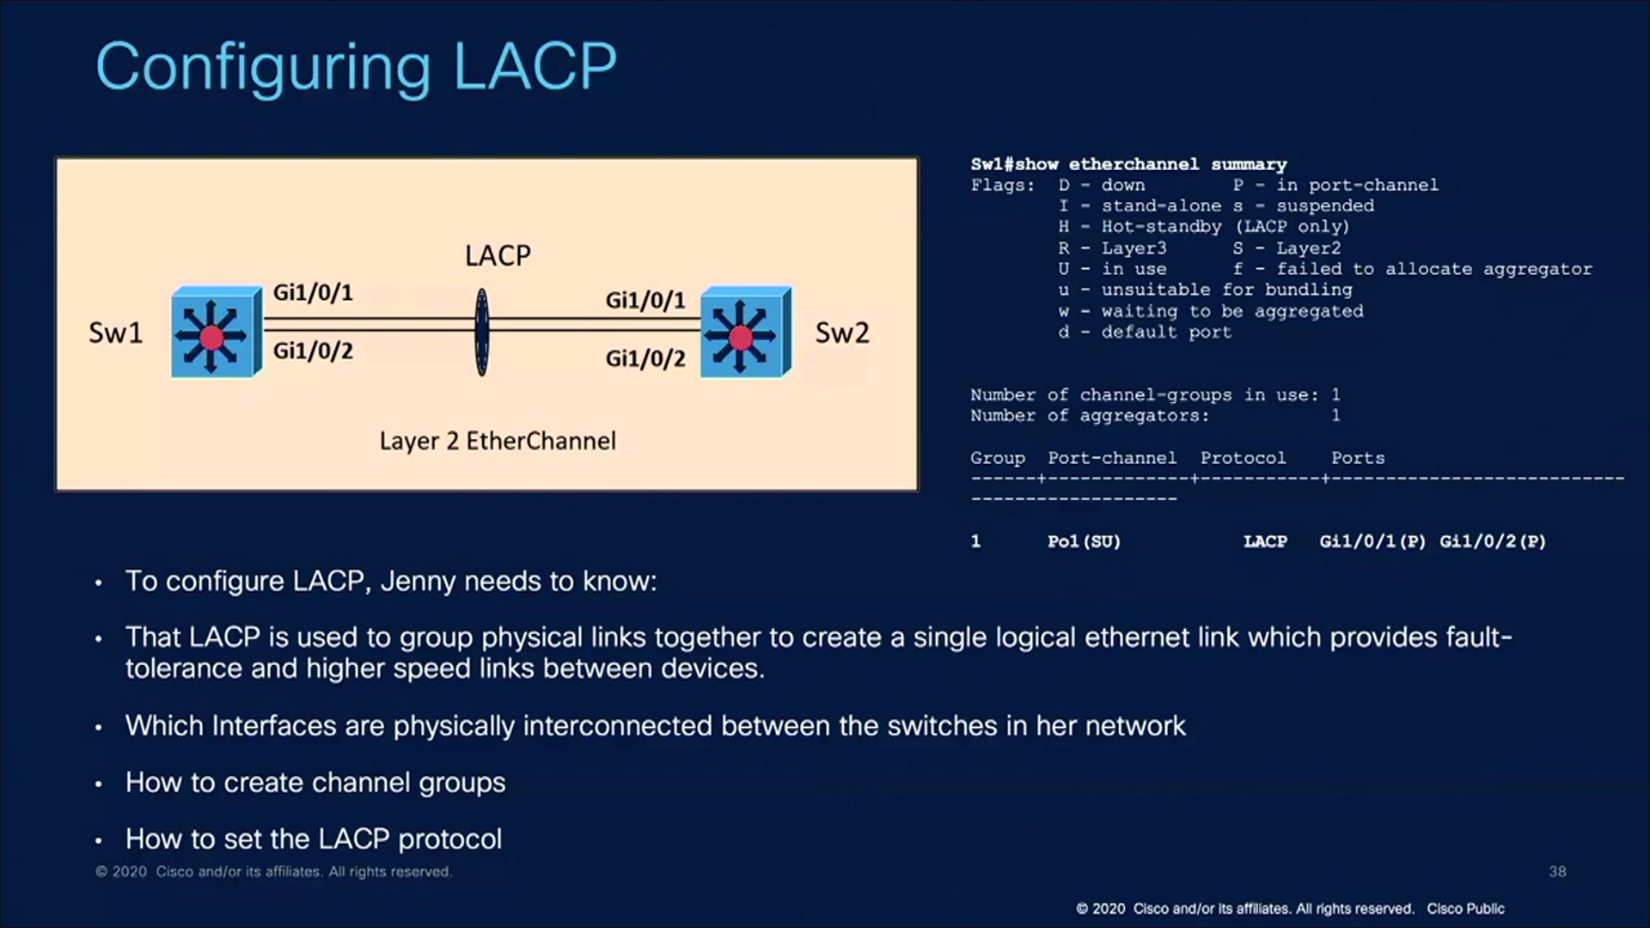 Configuring LACP
LACP
Gi1/0/1
Gi1/0/1
Sw1
Sw2
Gi1/0/2
Gi1/0/2
Layer 2 EtherChannel
Sw1#show etherchannel summary
Flags:  D - down        P - in port-channel
        I - stand-alone s - suspended
        H - Hot-standby (LACP only)
        R - Layer3      S - Layer2
        U - in use      f - failed to allocate aggregator
        u - unsuitable for bundling
        w - waiting to be aggregated
        d - default port
Number of channel-groups in use: 1
Number of aggregators:           1
Group  Port-channel  Protocol    Ports
------+-------------+-----------+---------------------------
-------------------
1      Po1(SU)           LACP   Gi1/0/1(P) Gi1/0/2(P)
• To configure LACP, Jenny needs to know:
• That LACP is used to group physical links together to create a single logical ethernet link which provides fault-
tolerance and higher speed links between devices.
• Which Interfaces are physically interconnected between the switches in her network
• How to create channel groups
• How to set the LACP protocol
© 2020 Cisco and/or its affiliates. All rights reserved.
38
© 2020 Cisco and/or its affiliates. All rights reserved. Cisco Public